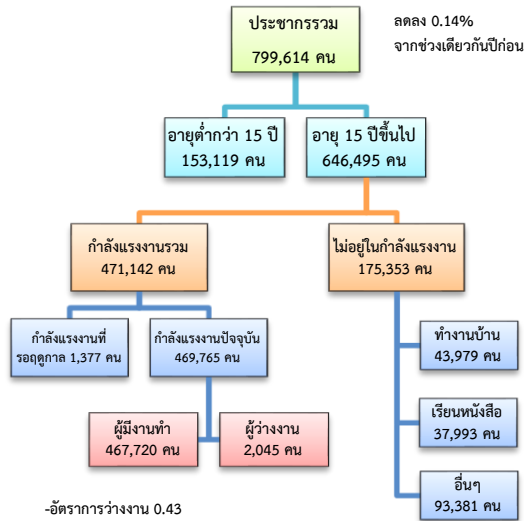 ประชากรรวม
799,614 คน
ลดลง 0.14%
จากช่วงเดียวกันปีก่อน
อายุต่ำกว่า 15 ปี
153,119 คน
อายุ 15 ปีขึ้นไป
646,495 คน
กำลังแรงงานรวม
471,142 คน
ไม่อยู่ในกำลังแรงงาน
175,353 คน
กำลังแรงงานที่
รอฤดูกาล 1,377 คน
กำลังแรงงานปัจจุบัน
469,765 คน
ทำงานบ้าน
43,979 คน
เรียนหนังสือ
37,993 คน
อื่นๆ
93,381 คน
ผู้มีงานทำ
467,720 คน
ผู้ว่างงาน
2,045 คน
-อัตราการว่างงาน 0.43